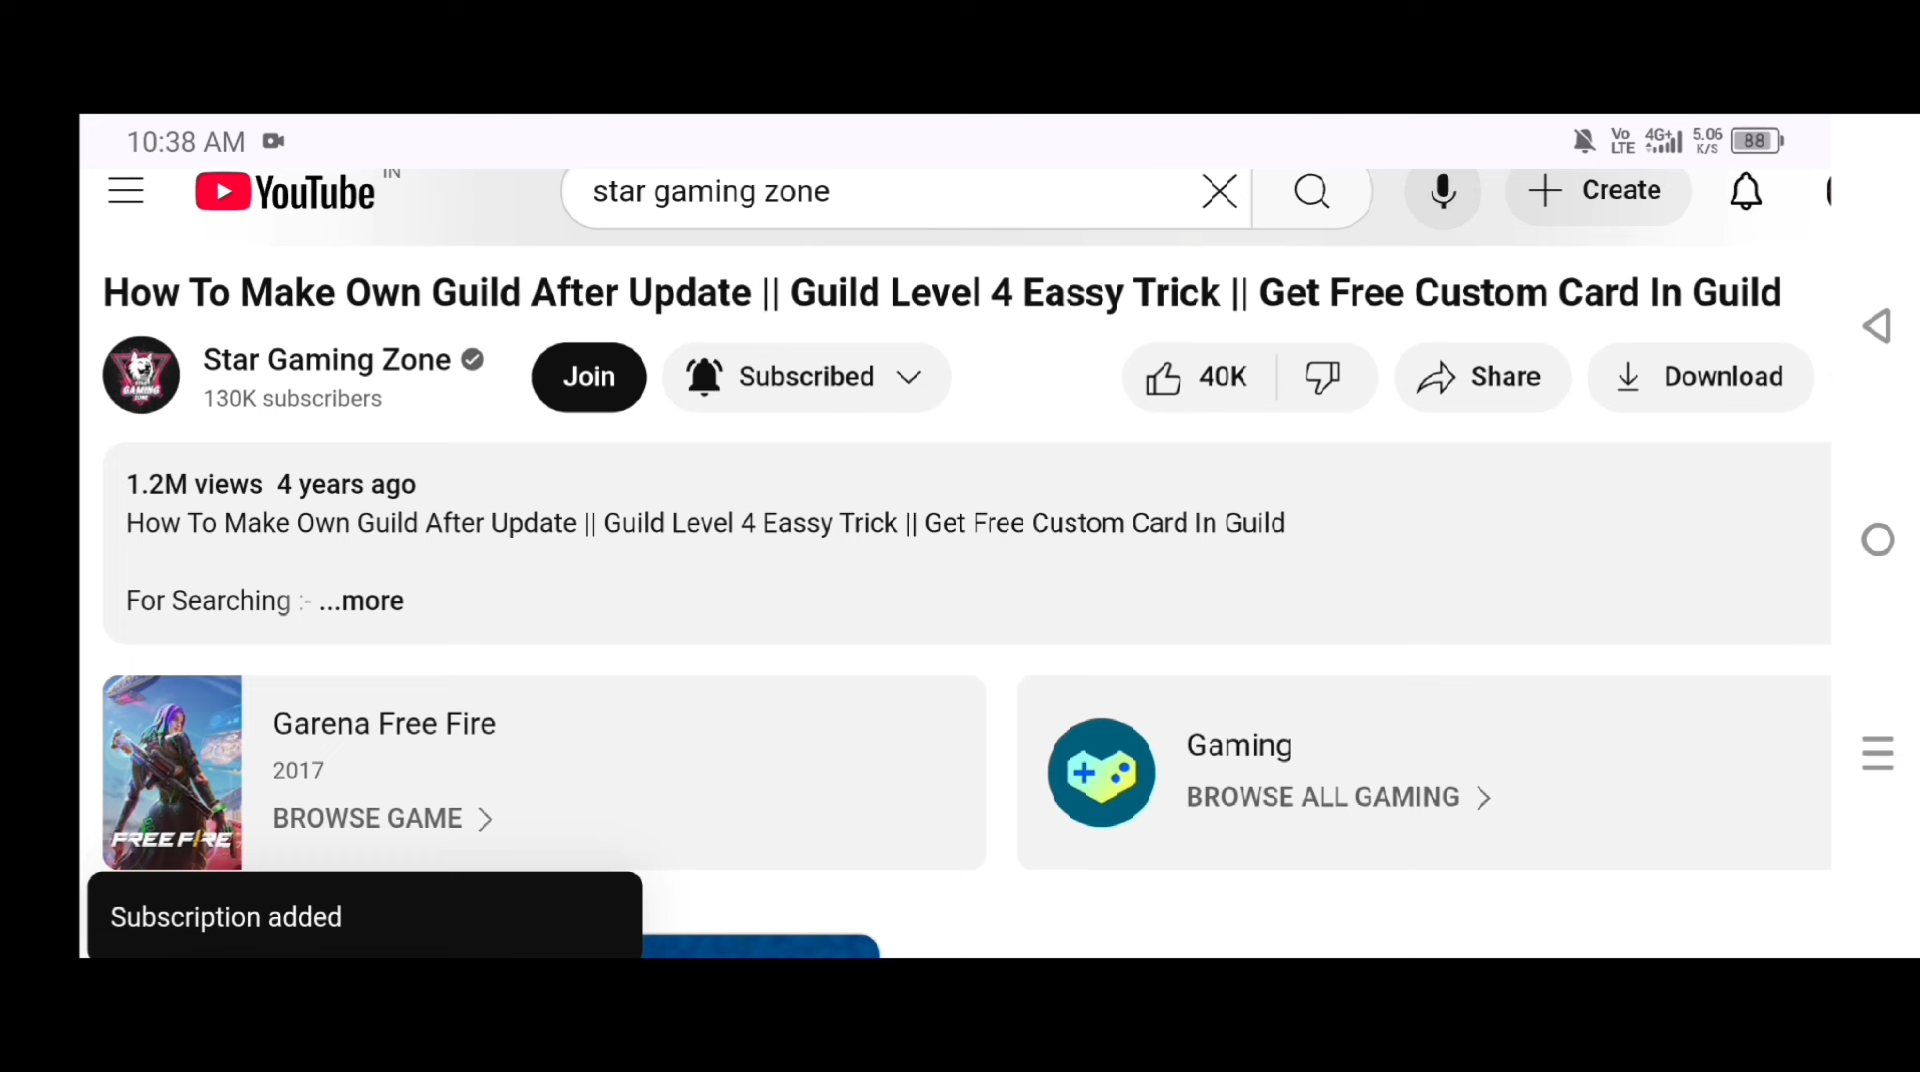 10:38 AM
Vo LTE 4G+ 5.06 K/S 88
YouTube IN
star gaming zone
Create
How To Make Own Guild After Update || Guild Level 4 Eassy Trick || Get Free Custom Card In Guild
Star Gaming Zone
130K subscribers
Join
Subscribed
40K
Share
Download
1.2M views 4 years ago
How To Make Own Guild After Update || Guild Level 4 Eassy Trick || Get Free Custom Card In Guild
For Searching :- ...more
Garena Free Fire
2017
BROWSE GAME
FREE FIRE
Gaming
BROWSE ALL GAMING
Subscription added